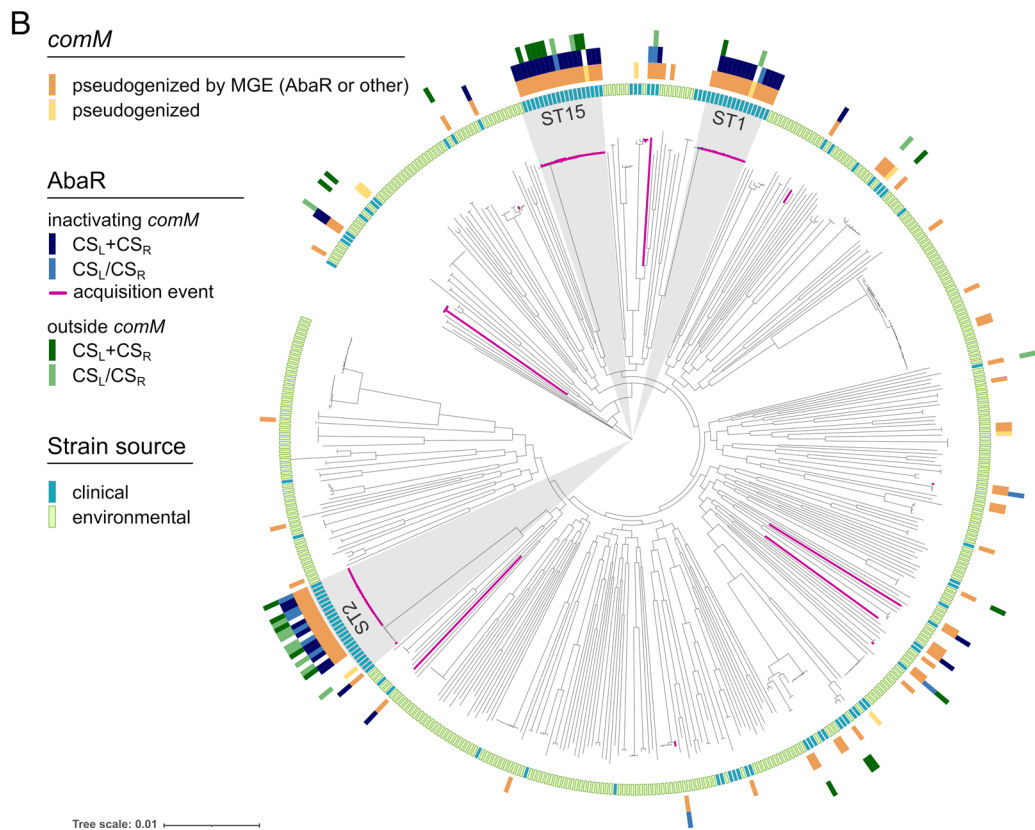 B
comM
pseudogenized by MGE (AbaR or other)
pseudogenized
AbaR
inactivating comM
CSL+CSR
CSL/CSR
acquisition event
outside comM
CSL+CSR
CSL/CSR
Strain source
clinical
environmental
ST15
ST1
ST2
Tree scale: 0.01